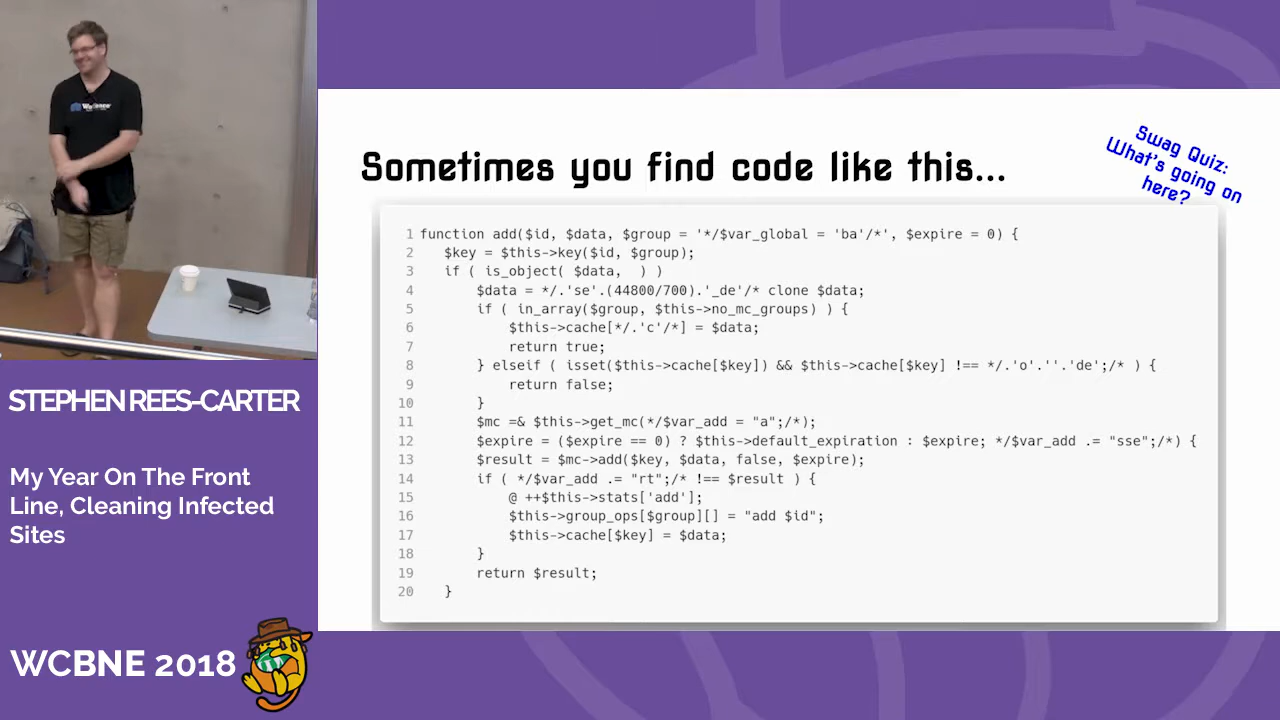 Sometimes you find code like this...
Swag Quiz:
What's going on
here?
1 function add($id, $data, $group = '*/$var_global = 'ba'/*', $expire = 0) {
2 $key = $this->key($id, $group);
3 if ( is_object( $data,  ) )
4 $data = */.'se'.(44800/700).'_de'/* clone $data;
5 if ( in_array($group, $this->no_mc_groups) ) {
6 $this->cache[*/.'c'/*] = $data;
7 return true;
8 } elseif ( isset($this->cache[$key]) && $this->cache[$key] !== */.'o'.''.'de';/* ) {
9 return false;
10 }
11 $mc =& $this->get_mc(*/$var_add = "a";/*);
12 $expire = ($expire == 0) ? $this->default_expiration : $expire; */$var_add .= "sse";/*) {
13 $result = $mc->add($key, $data, false, $expire);
14 if ( */$var_add .= "rt";/* !== $result ) {
15 @ ++$this->stats['add'];
16 $this->group_ops[$group][] = "add $id";
17 $this->cache[$key] = $data;
18 }
19 return $result;
20 }
STEPHEN REES-CARTER
My Year On The Front
Line, Cleaning Infected
Sites
WCBNE 2018